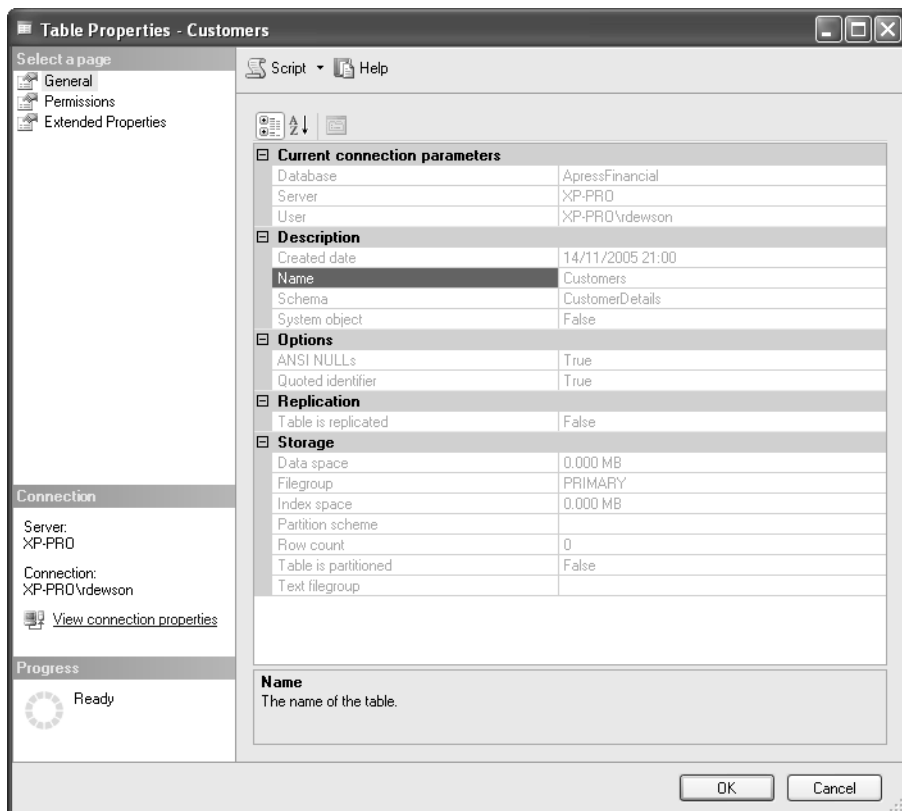 Table Properties - Customers
Select a page
General
Permissions
Extended Properties
Script Help
Current connection parameters
Database ApressFinancial
Server XP-PRO
User XP-PRO\rdewson
Description
Created date 14/11/2005 21:00
Name Customers
Schema CustomerDetails
System object False
Options
ANSI NULLs True
Quoted identifier True
Replication
Table is replicated False
Storage
Data space 0.000 MB
Filegroup PRIMARY
Index space 0.000 MB
Partition scheme
Row count 0
Table is partitioned False
Text filegroup
Connection
Server:
XP-PRO
Connection:
XP-PRO\rdewson
View connection properties
Progress
Ready
Name
The name of the table.
OK Cancel